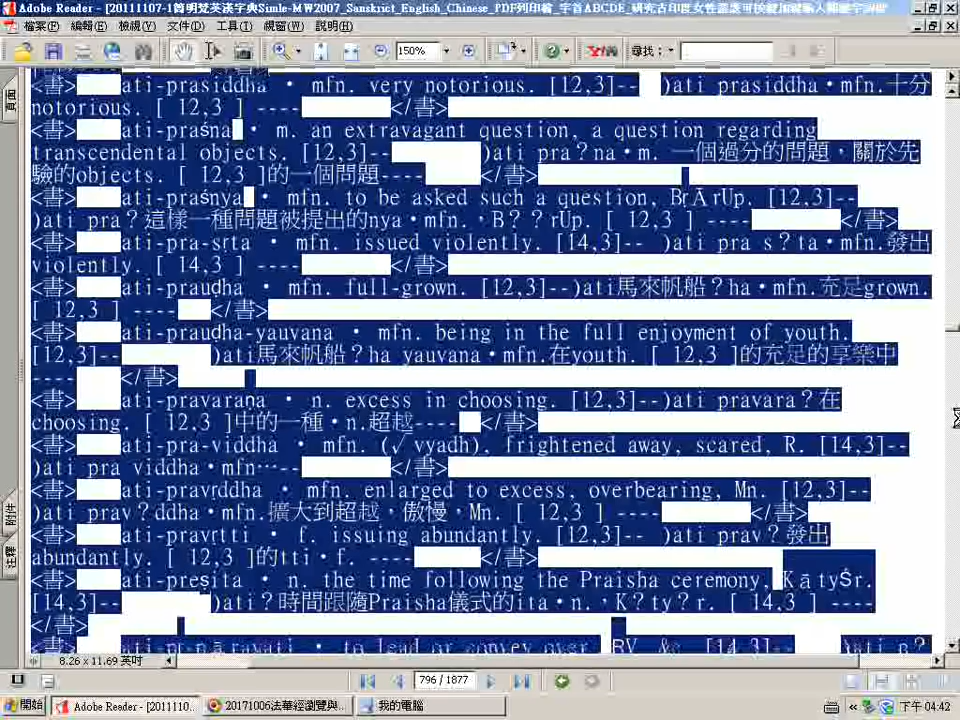 Adobe Reader - [20111107-1簡明梵英漢字典Simle-MW2007_Sanskrit_English_Chinese_PDF列印檔_字首ABCDE_研究古印度女性
檔案(F) 編輯(E) 檢視(V) 文件(D) 工具(T) 視窗(W) 說明(H)
150% 尋找:
頁面
附件
注釋
<書> ati-prasiddha • mfn. very notorious. [12,3]-- )ati prasiddha•mfn.十分
notorious. [ 12,3 ] ---- </書>
<書> ati-praśna • m. an extravagant question, a question regarding
transcendental objects. [12,3]-- )ati pra?na•m. 一個過分的問題,關於先
驗的objects. [ 12,3 ]的一個問題---- </書>
<書> ati-praśnya • mfn. to be asked such a question, BrĀrUp. [12,3]--
)ati pra?這樣一種問題被提出的nya•mfn.,B??rUp. [ 12,3 ] ---- </書>
<書> ati-pra-sṛta • mfn. issued violently. [14,3]-- )ati pra s?ta•mfn.發出
violently. [ 14,3 ] ---- </書>
<書> ati-prauḍha • mfn. full-grown. [12,3]--)ati馬來帆船?ha•mfn.充足grown.
[ 12,3 ] ---- </書>
<書> ati-prauḍha-yauvana • mfn. being in the full enjoyment of youth.
[12,3]-- )ati馬來帆船?ha yauvana•mfn.在youth. [ 12,3 ]的充足的享樂中
---- </書>
<書> ati-pravaraṇa • n. excess in choosing. [12,3]--)ati pravara?在
choosing. [ 12,3 ]中的一種•n.超越---- </書>
<書> ati-pra-viddha • mfn. (√ vyadh), frightened away, scared, R. [14,3]--
)ati pra viddha•mfn…-- </書>
<書> ati-pravṛddha • mfn. enlarged to excess, overbearing, Mn. [12,3]--
)ati prav?ddha•mfn.擴大到超越,傲慢,Mn. [ 12,3 ] ---- </書>
<書> ati-pravṛtti • f. issuing abundantly. [12,3]-- )ati prav?發出
abundantly. [ 12,3 ]的tti•f. ---- </書>
<書> ati-preṣita • n. the time following the Praisha ceremony, KātyŚr.
[14,3]-- )ati?時間跟隨Praisha儀式的ita•n.,K?ty?r. [ 14,3 ] ----
</書>
8.26 x 11.69 英吋
796 / 1877
開始 Adobe Reader - [2011110... 20171006法華經瀏覽與... 我的電腦 下午 04:42